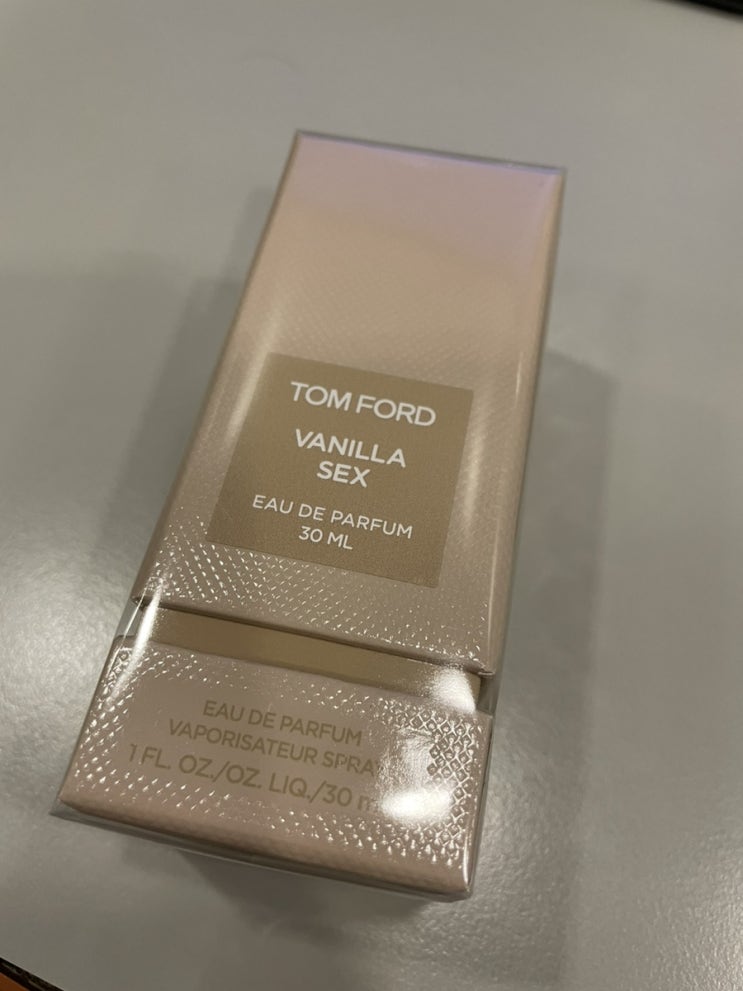 TOM FORD
VANILLA
SEX
EAU DE PARFUM
30 ML
EAU DE PARFUM
VAPORISATEUR SPRAY
1 FL. OZ./OZ. LIQ./30 m